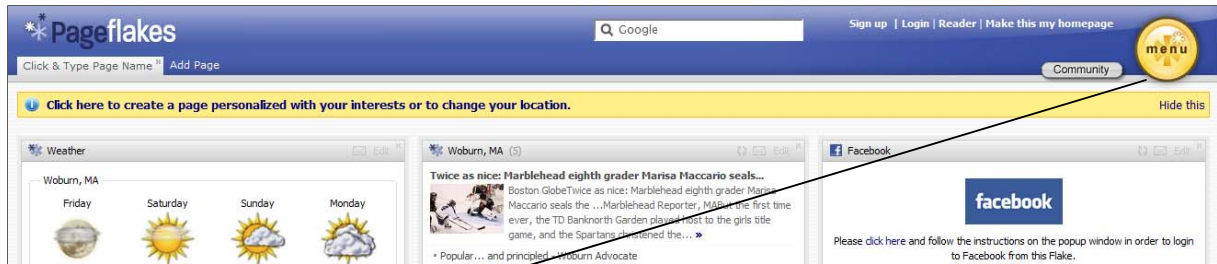 Pageflakes
Google
Sign up | Login | Reader | Make this my homepage
menu
Click & Type Page Name Add Page
Community
Click here to create a page personalized with your interests or to change your location.
Hide this
Weather
Edit
Woburn, MA (5)
Edit
Facebook
Edit
Woburn, MA
Friday Saturday Sunday Monday
Twice as nice: Marblehead eighth grader Marisa Maccario seals...
Boston GlobeTwice as nice: Marblehead eighth grader Marisa
Maccario seals the ...Marblehead Reporter, MABut the first time
ever, the TD Banknorth Garden played host to the girls title
game, and the Spartans christened the... »
• Popular... and principled - Woburn Advocate
facebook
Please click here and follow the instructions on the popup window in order to login
to Facebook from this Flake.